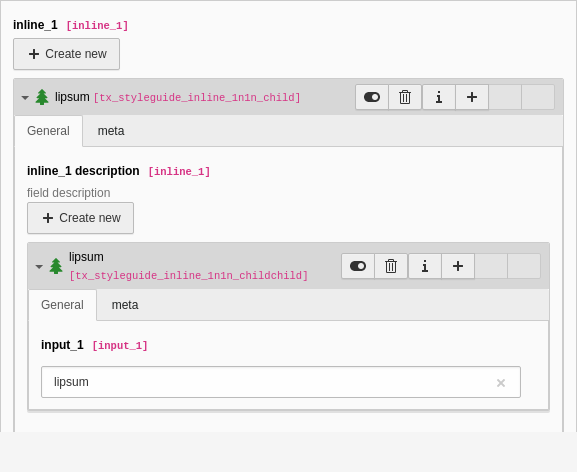 inline_1 [inline_1]
Create new
lipsum [tx_styleguide_inline_1n1n_child]
General meta
inline_1 description [inline_1]
field description
Create new
lipsum
[tx_styleguide_inline_1n1n_childchild]
General meta
input_1 [input_1]
lipsum